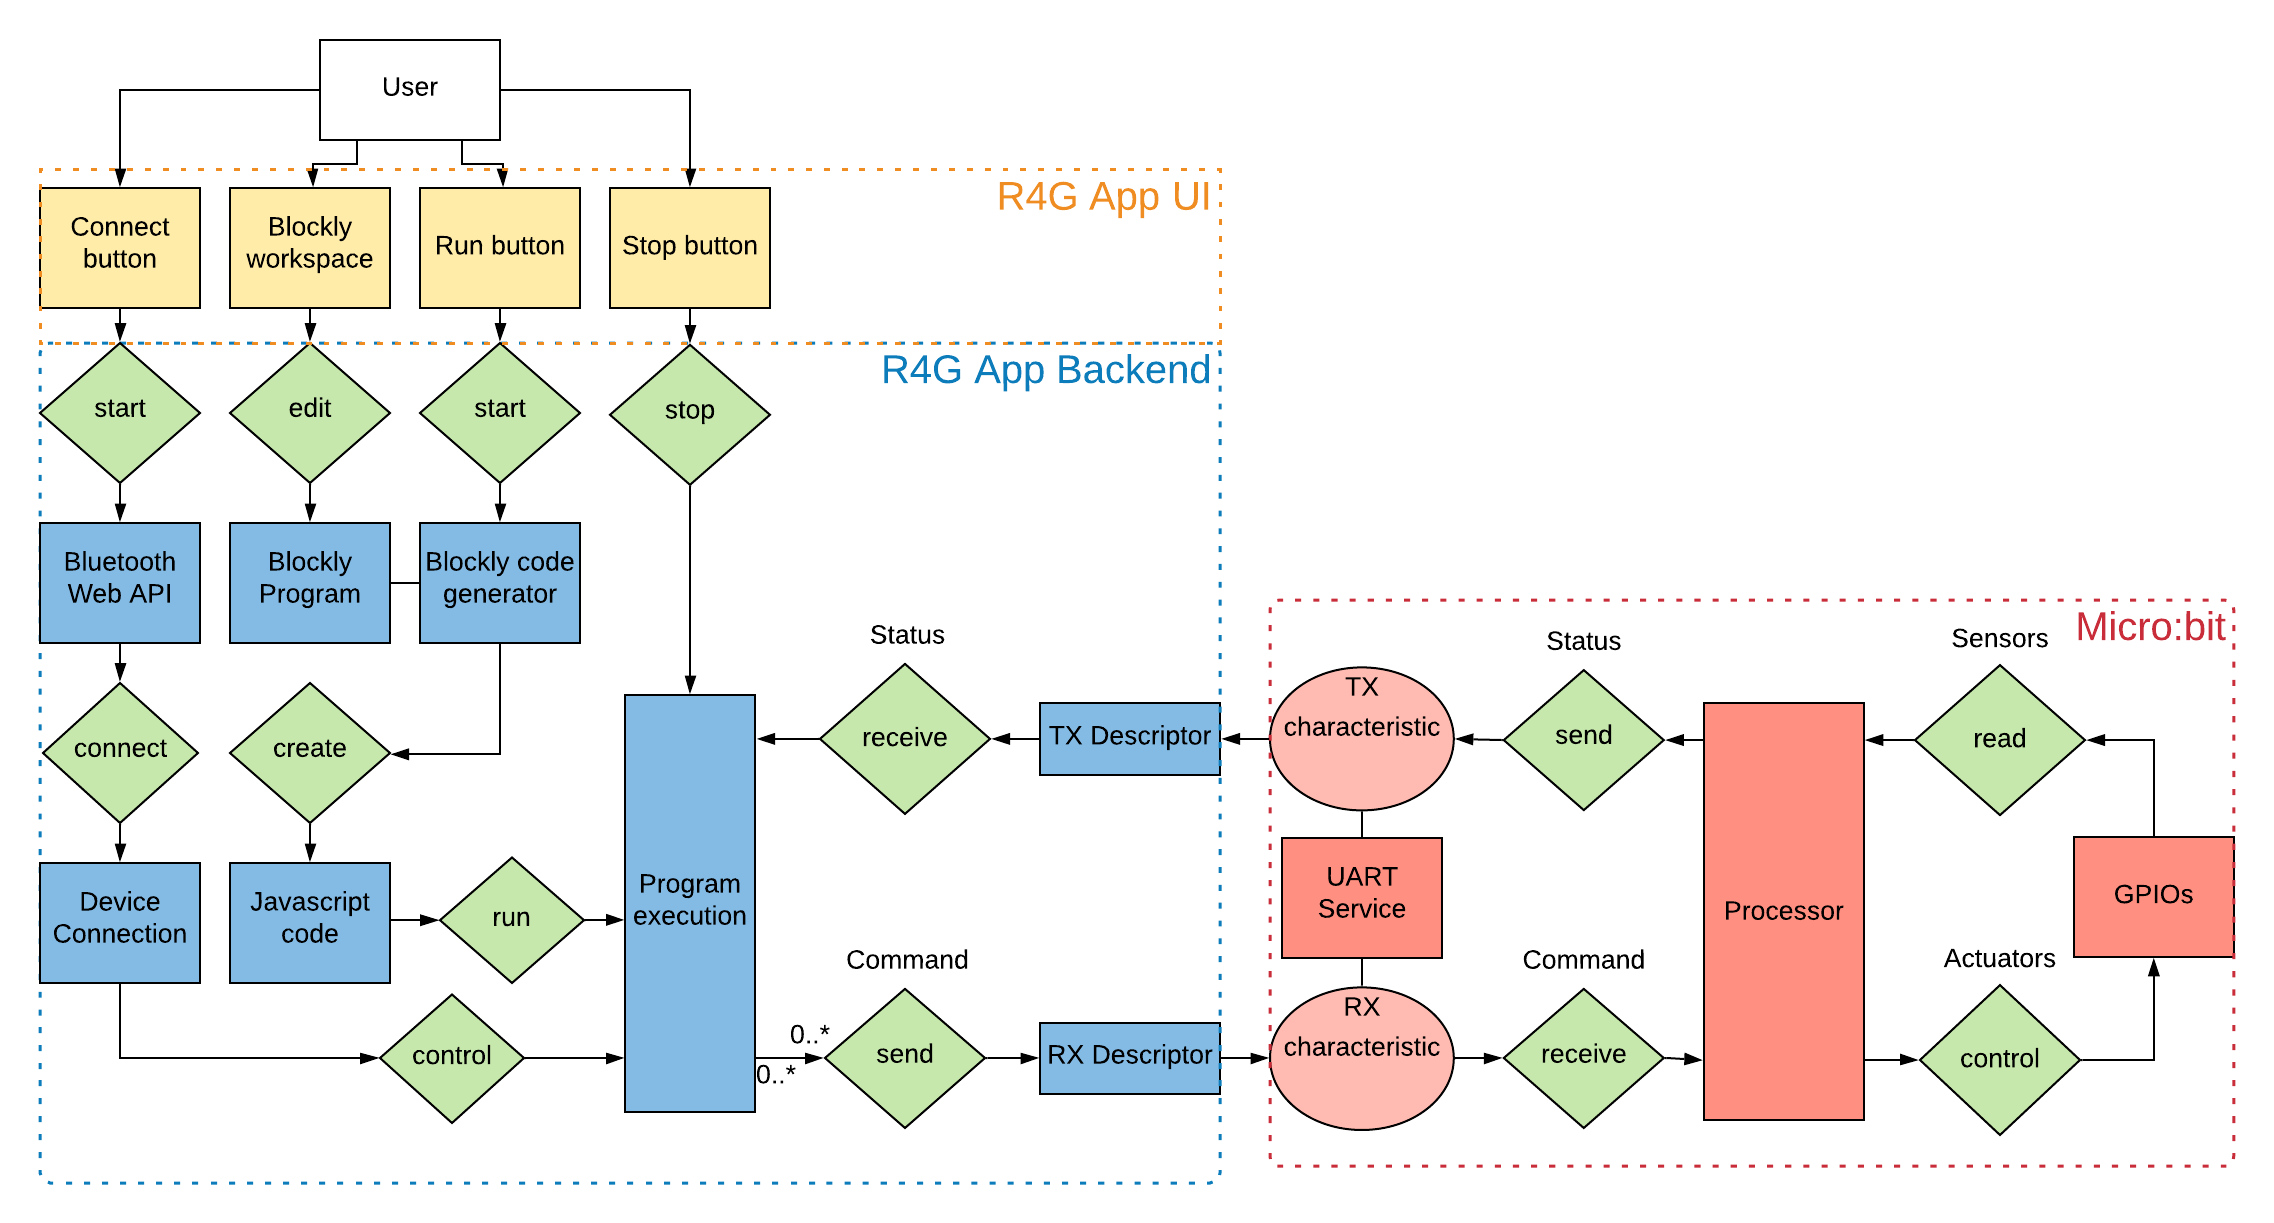 User
R4G App UI
Connect
button
Blockly
workspace
Run button
Stop button
R4G App Backend
start
edit
start
stop
Bluetooth
Web API
Blockly
Program
Blockly code
generator
Micro:bit
Status
Status
Sensors
connect
create
receive
TX Descriptor
TX
characteristic
send
read
Device
Connection
Javascript
code
run
Program
execution
UART
Service
Processor
GPIOs
Command
Command
Actuators
control
0..*
0..*
send
RX Descriptor
RX
characteristic
receive
control